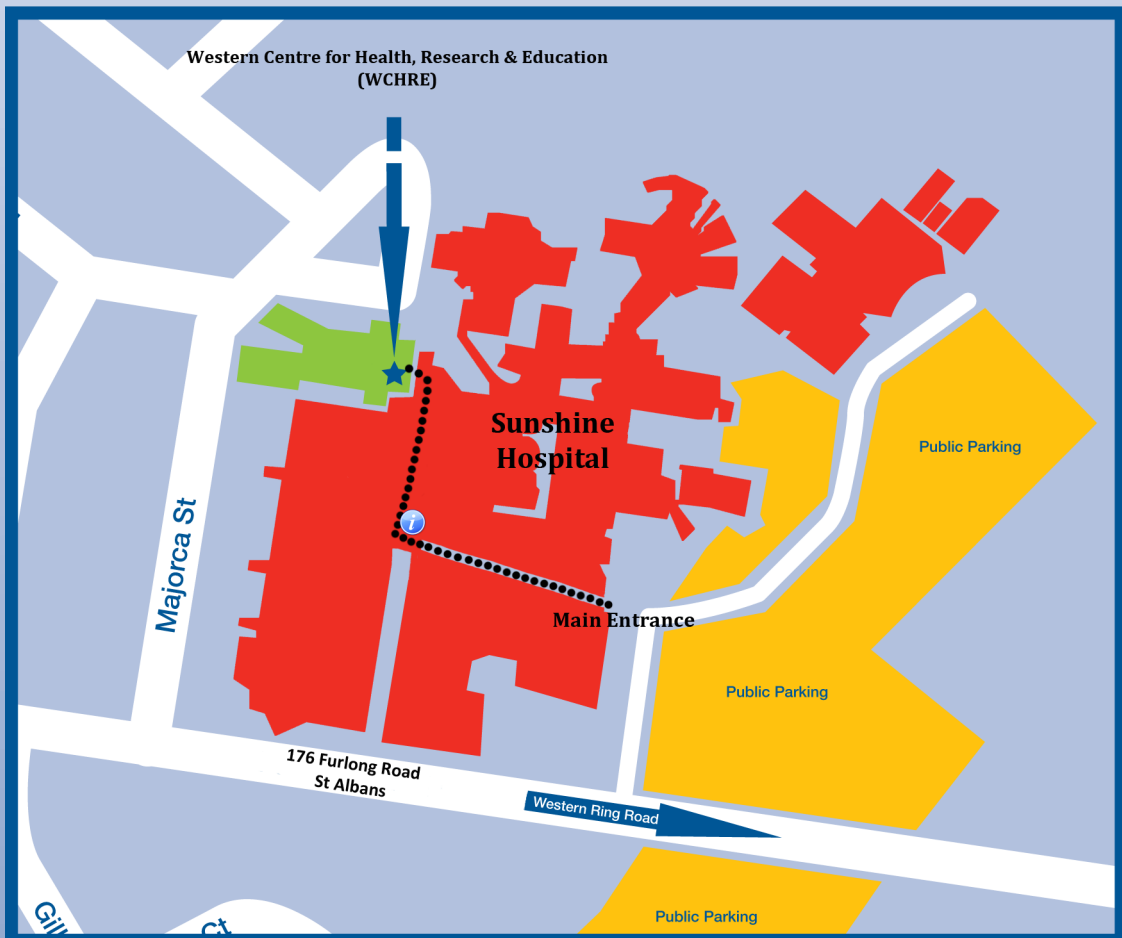 Western Centre for Health, Research & Education
(WCHRE)
Public Parking
Sunshine
Hospital
i
Majorca St
Main Entrance
Public Parking
176 Furlong Road
St Albans
Western Ring Road
Public Parking
Ct